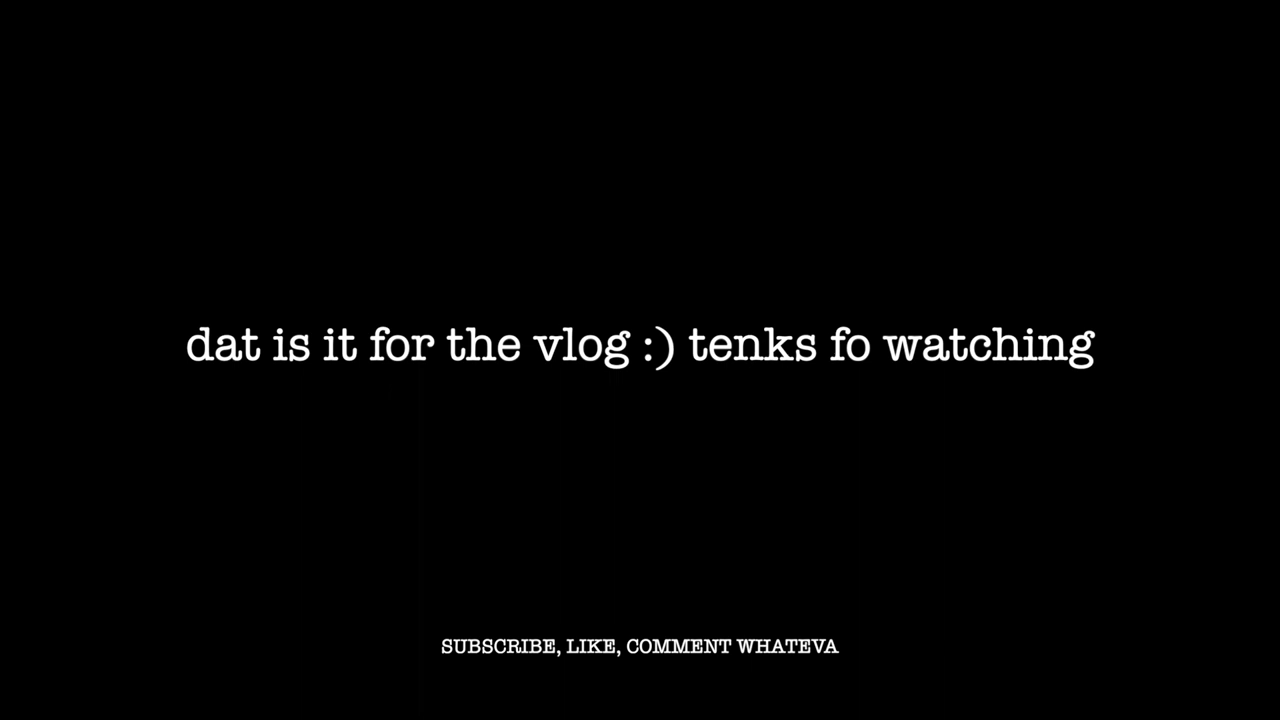 dat is it for the vlog :) tenks fo watching
SUBSCRIBE, LIKE, COMMENT WHATEVA